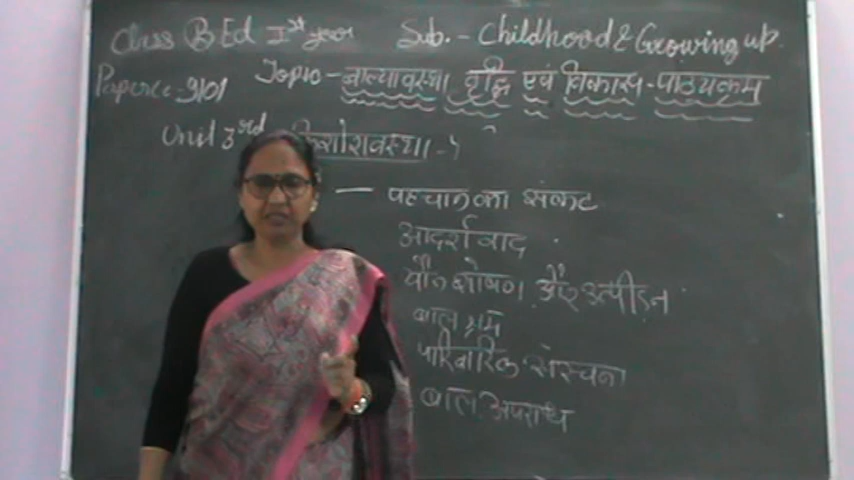 Class B Ed Ist year Sub. - Childhood & Growing up.
Paper - 9101 Topic - बाल्यावस्था वृद्धि एवं विकास - पाठ्यक्रम
Unit 3rd किशोरावस्था -
— पहचान का संकट
आदर्शवाद
यौन शोषण और उत्पीड़न
बाल श्रम
पारिवारिक संरचना
बाल अपराध